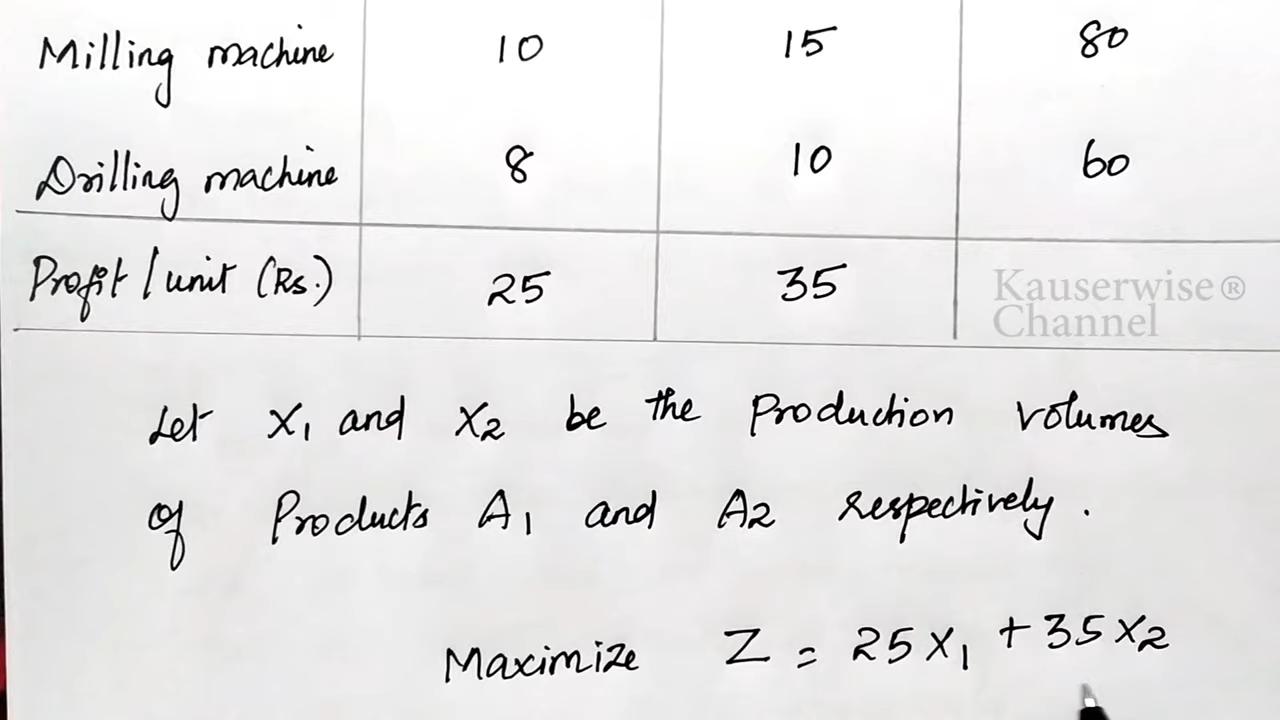 Milling machine 10 15 80
Drilling machine 8 10 60
Profit / unit (Rs.) 25 35
Kauserwise®
Channel
Let X1 and X2 be the Production volumes
of Products A1 and A2 respectively.
Maximize Z = 25X1 + 35X2